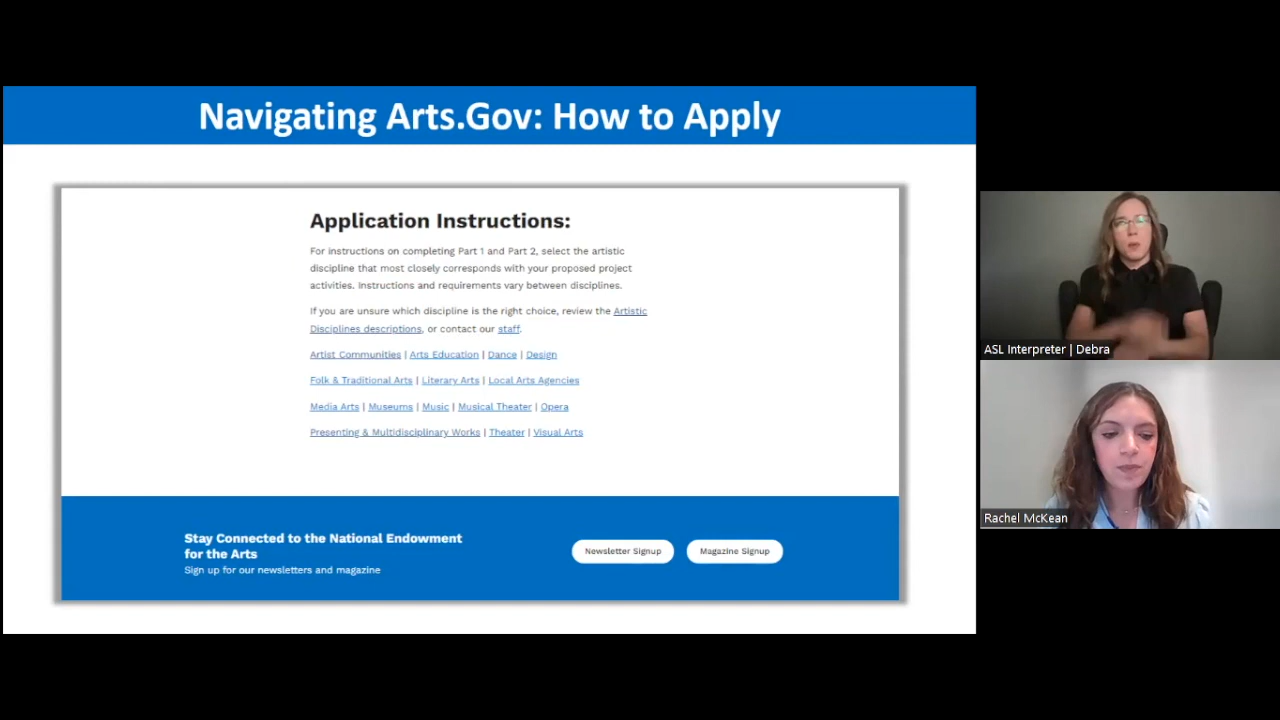 Navigating Arts.Gov: How to Apply
Application Instructions:
For instructions on completing Part 1 and Part 2, select the artistic
discipline that most closely corresponds with your proposed project
activities. Instructions and requirements vary between disciplines.
If you are unsure which discipline is the right choice, review the Artistic
Disciplines descriptions, or contact our staff.
Artist Communities | Arts Education | Dance | Design
Folk & Traditional Arts | Literary Arts | Local Arts Agencies
Media Arts | Museums | Music | Musical Theater | Opera
Presenting & Multidisciplinary Works | Theater | Visual Arts
Stay Connected to the National Endowment
for the Arts
Sign up for our newsletters and magazine
Newsletter Signup
Magazine Signup
ASL Interpreter | Debra
Rachel McKean